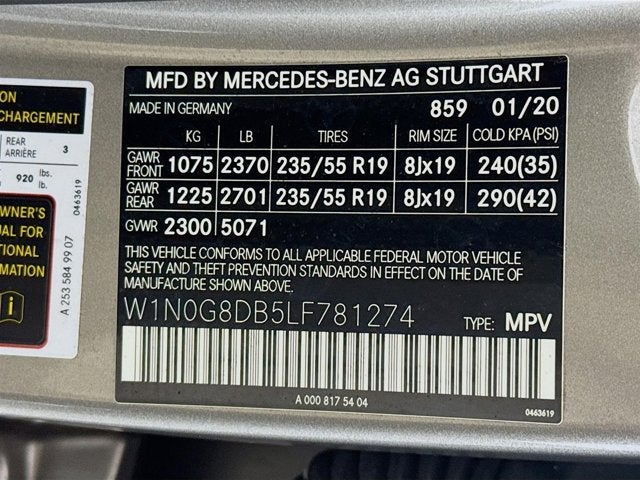 ON
CHARGEMENT
REAR
ARRIÈRE 3
920 lbs.
lb.
0463619
WNER'S
UAL FOR
TIONAL
RMATION
i
A 253 584 99 07
MFD BY MERCEDES-BENZ AG STUTTGART
MADE IN GERMANY 859 01/20
KG LB TIRES RIM SIZE COLD KPA (PSI)
GAWR FRONT 1075 2370 235/55 R19 8Jx19 240(35)
GAWR REAR 1225 2701 235/55 R19 8Jx19 290(42)
GVWR 2300 5071
THIS VEHICLE CONFORMS TO ALL APPLICABLE FEDERAL MOTOR VEHICLE
SAFETY AND THEFT PREVENTION STANDARDS IN EFFECT ON THE DATE OF
MANUFACTURE SHOWN ABOVE.
W1N0G8DB5LF781274 TYPE: MPV
A 000 817 54 04
0463619